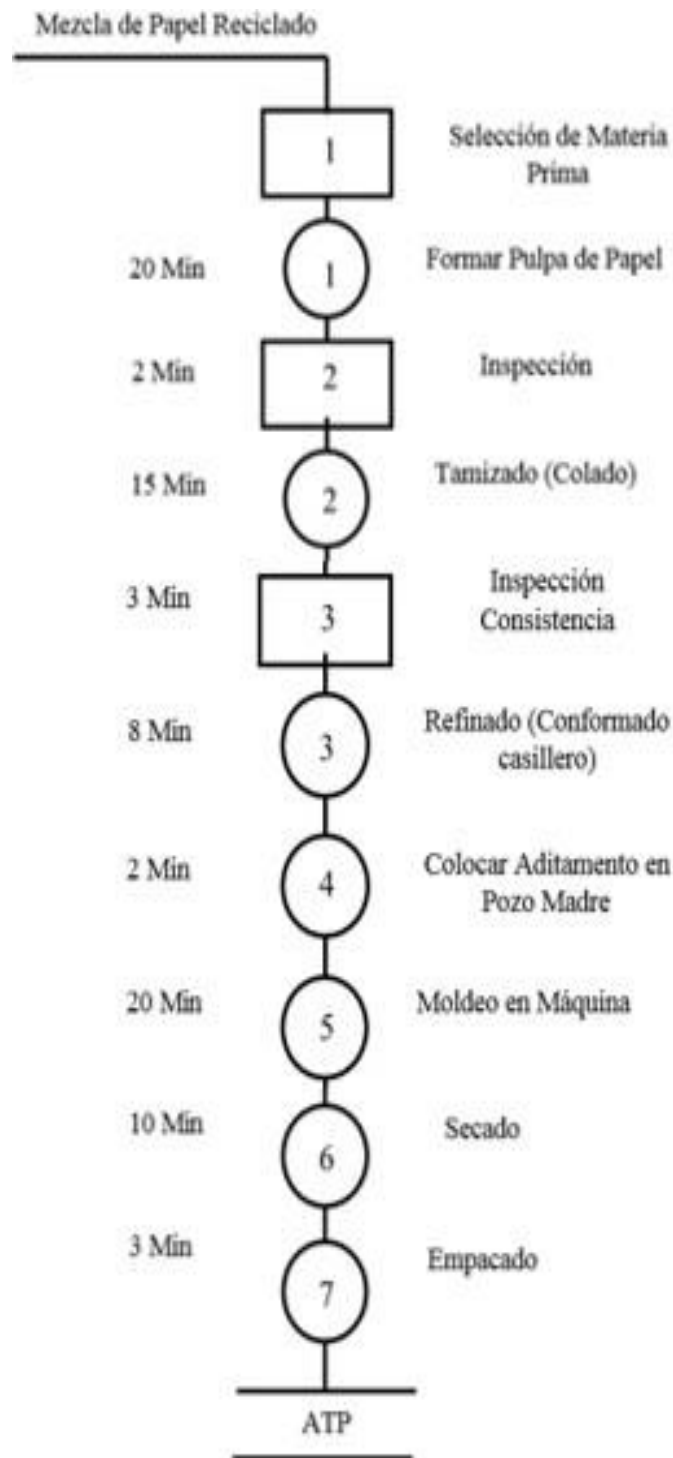 Mezcla de Papel Reciclado
1
Selección de Materia
Prima
20 Min
1
Formar Pulpa de Papel
2 Min
2
Inspección
15 Min
2
Tamizado (Colado)
3 Min
3
Inspección
Consistencia
8 Min
3
Refinado (Conformado
casillero)
2 Min
4
Colocar Aditamento en
Pozo Madre
20 Min
5
Moldeo en Máquina
10 Min
6
Secado
3 Min
7
Empacado
ATP